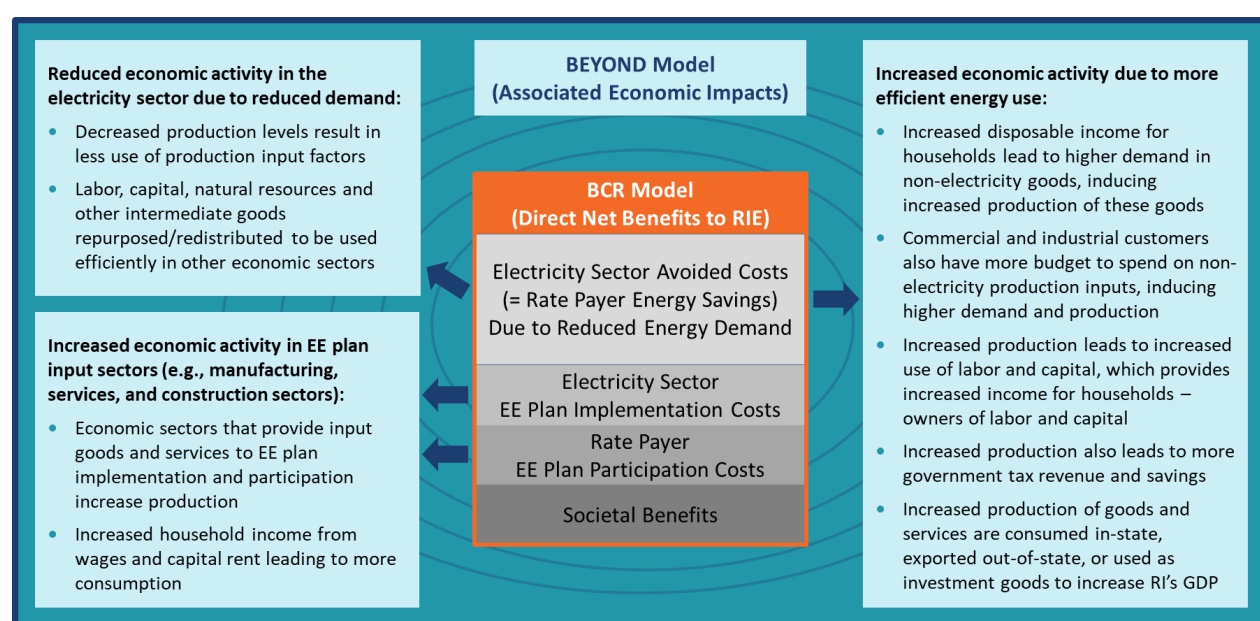 Reduced economic activity in the
electricity sector due to reduced demand:
• Decreased production levels result in
less use of production input factors
• Labor, capital, natural resources and
other intermediate goods
repurposed/redistributed to be used
efficiently in other economic sectors
Increased economic activity in EE plan
input sectors (e.g., manufacturing,
services, and construction sectors):
• Economic sectors that provide input
goods and services to EE plan
implementation and participation
increase production
• Increased household income from
wages and capital rent leading to more
consumption
BEYOND Model
(Associated Economic Impacts)
BCR Model
(Direct Net Benefits to RIE)
Electricity Sector Avoided Costs
(= Rate Payer Energy Savings)
Due to Reduced Energy Demand
Electricity Sector
EE Plan Implementation Costs
Rate Payer
EE Plan Participation Costs
Societal Benefits
Increased economic activity due to more
efficient energy use:
• Increased disposable income for
households lead to higher demand in
non-electricity goods, inducing
increased production of these goods
• Commercial and industrial customers
also have more budget to spend on non-
electricity production inputs, inducing
higher demand and production
• Increased production leads to increased
use of labor and capital, which provides
increased income for households –
owners of labor and capital
• Increased production also leads to more
government tax revenue and savings
• Increased production of goods and
services are consumed in-state,
exported out-of-state, or used as
investment goods to increase RI's GDP